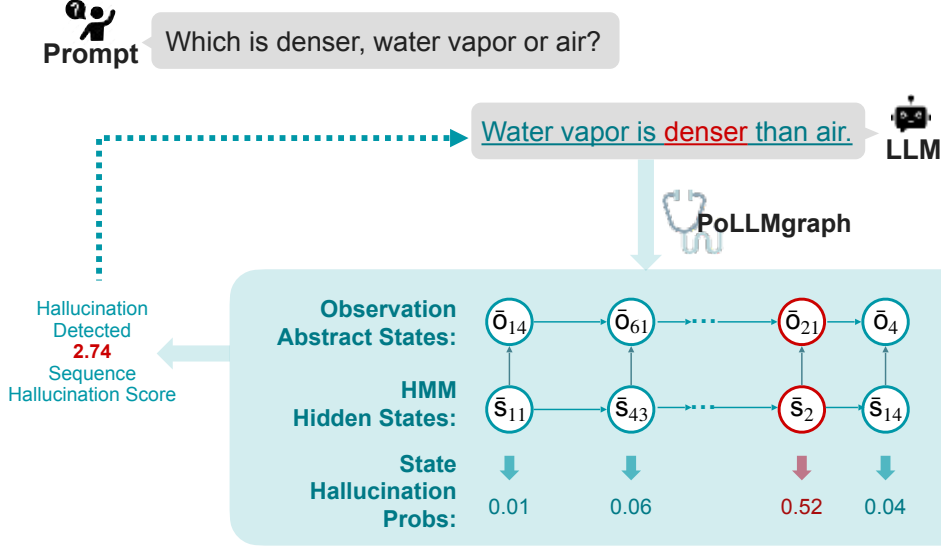 Prompt
Which is denser, water vapor or air?
Water vapor is denser than air.
LLM
PoLLMgraph
Hallucination
Detected
2.74
Sequence
Hallucination Score
Observation
Abstract States:
ō14 ō61 ... ō21 ō4
HMM
Hidden States:
s̄11 s̄43 ... s̄2 s̄14
State
Hallucination
Probs:
0.01 0.06 0.52 0.04